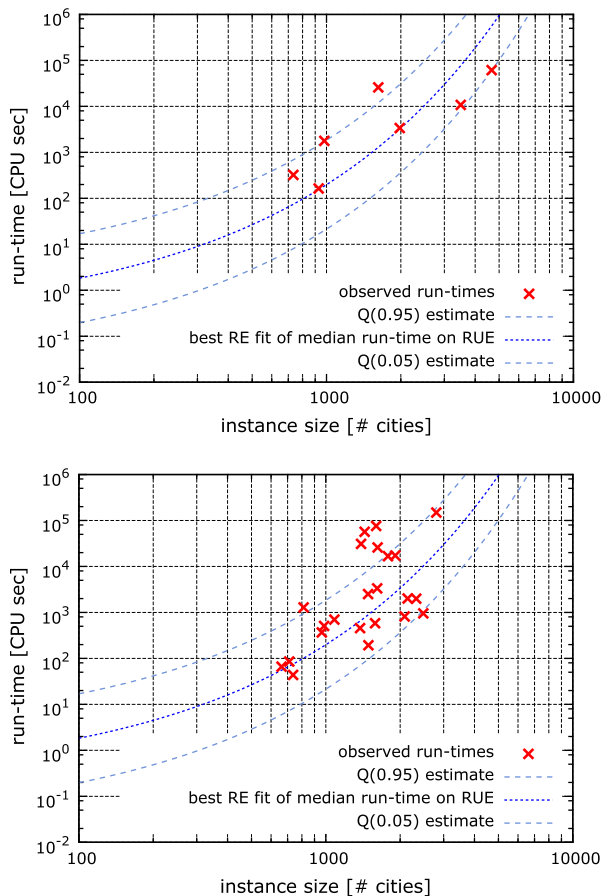 10^6
10^5
10^4
10^3
10^2
10^1
10^0
10^-1
10^-2
run-time [CPU sec]
observed run-times
Q(0.95) estimate
best RE fit of median run-time on RUE
Q(0.05) estimate
100 1000 10000
instance size [# cities]
10^6
10^5
10^4
10^3
10^2
10^1
10^0
10^-1
10^-2
run-time [CPU sec]
observed run-times
Q(0.95) estimate
best RE fit of median run-time on RUE
Q(0.05) estimate
100 1000 10000
instance size [# cities]